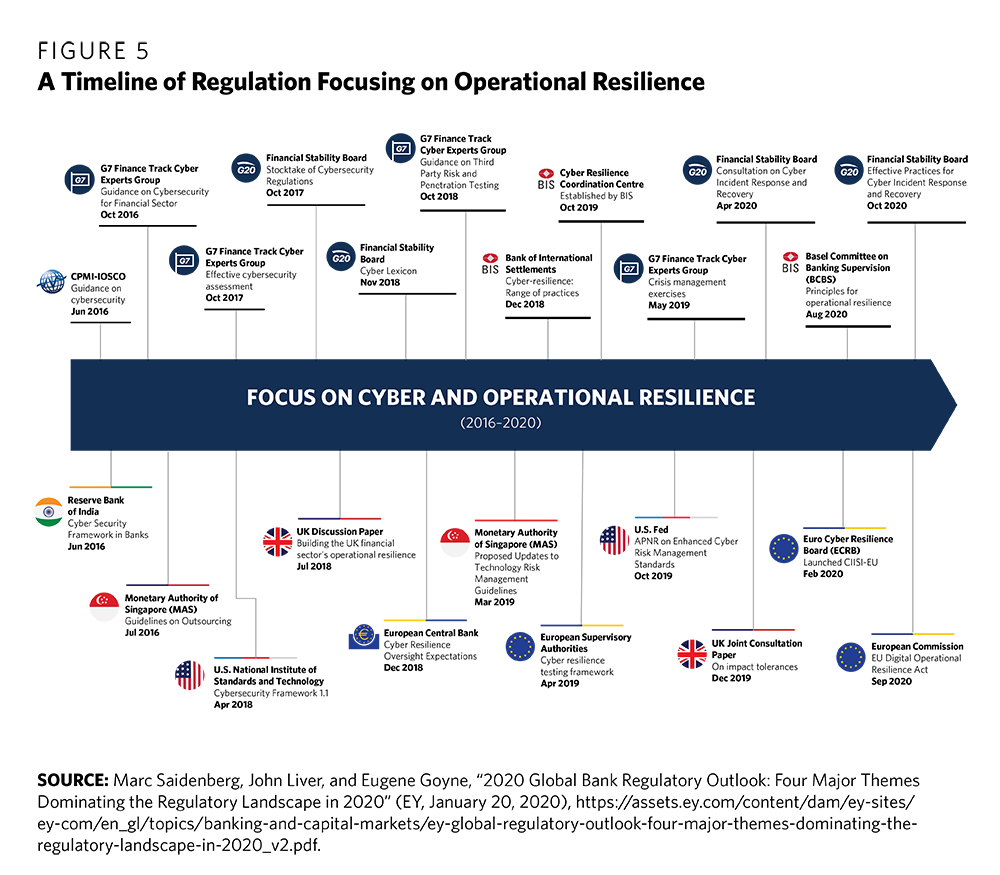 FIGURE 5
A Timeline of Regulation Focusing on Operational Resilience
G7
G7 Finance Track Cyber
Experts Group
Guidance on Cybersecurity
for Financial Sector
Oct 2016
G20
Financial Stability Board
Stocktake of Cybersecurity
Regulations
Oct 2017
G7
G7 Finance Track
Cyber Experts Group
Guidance on Third
Party Risk and
Penetration Testing
Oct 2018
BIS
Cyber Resilience
Coordination Centre
Established by BIS
Oct 2019
G20
Financial Stability Board
Consultation on Cyber
Incident Response and
Recovery
Apr 2020
G20
Financial Stability Board
Effective Practices for
Cyber Incident Response
and Recovery
Oct 2020
CPMI-IOSCO
Guidance on
cybersecurity
Jun 2016
G7
G7 Finance Track Cyber
Experts Group
Effective cybersecurity
assessment
Oct 2017
G20
Financial Stability
Board
Cyber Lexicon
Nov 2018
BIS
Bank of International
Settlements
Cyber-resilience:
Range of practices
Dec 2018
G7
G7 Finance Track Cyber
Experts Group
Crisis management
exercises
May 2019
BIS
Basel Committee on
Banking Supervision
(BCBS)
Principles for
operational resilience
Aug 2020
FOCUS ON CYBER AND OPERATIONAL RESILIENCE
(2016–2020)
Reserve Bank
of India
Cyber Security
Framework in Banks
Jun 2016
UK Discussion Paper
Building the UK financial
sector's operational resilience
Jul 2018
Monetary Authority
of Singapore (MAS)
Proposed Updates to
Technology Risk
Management
Guidelines
Mar 2019
U.S. Fed
APNR on Enhanced Cyber
Risk Management
Standards
Oct 2019
Euro Cyber Resilience
Board (ECRB)
Launched CIISI-EU
Feb 2020
Monetary Authority of
Singapore (MAS)
Guidelines on Outsourcing
Jul 2016
U.S. National Institute of
Standards and Technology
Cybersecurity Framework 1.1
Apr 2018
European Central Bank
Cyber Resilience
Oversight Expectations
Dec 2018
European Supervisory
Authorities
Cyber resilience
testing framework
Apr 2019
UK Joint Consultation
Paper
On impact tolerances
Dec 2019
European Commission
EU Digital Operational
Resilience Act
Sep 2020
SOURCE: Marc Saidenberg, John Liver, and Eugene Goyne, “2020 Global Bank Regulatory Outlook: Four Major Themes
Dominating the Regulatory Landscape in 2020” (EY, January 20, 2020), https://assets.ey.com/content/dam/ey-sites/
ey-com/en_gl/topics/banking-and-capital-markets/ey-global-regulatory-outlook-four-major-themes-dominating-the-
regulatory-landscape-in-2020_v2.pdf.